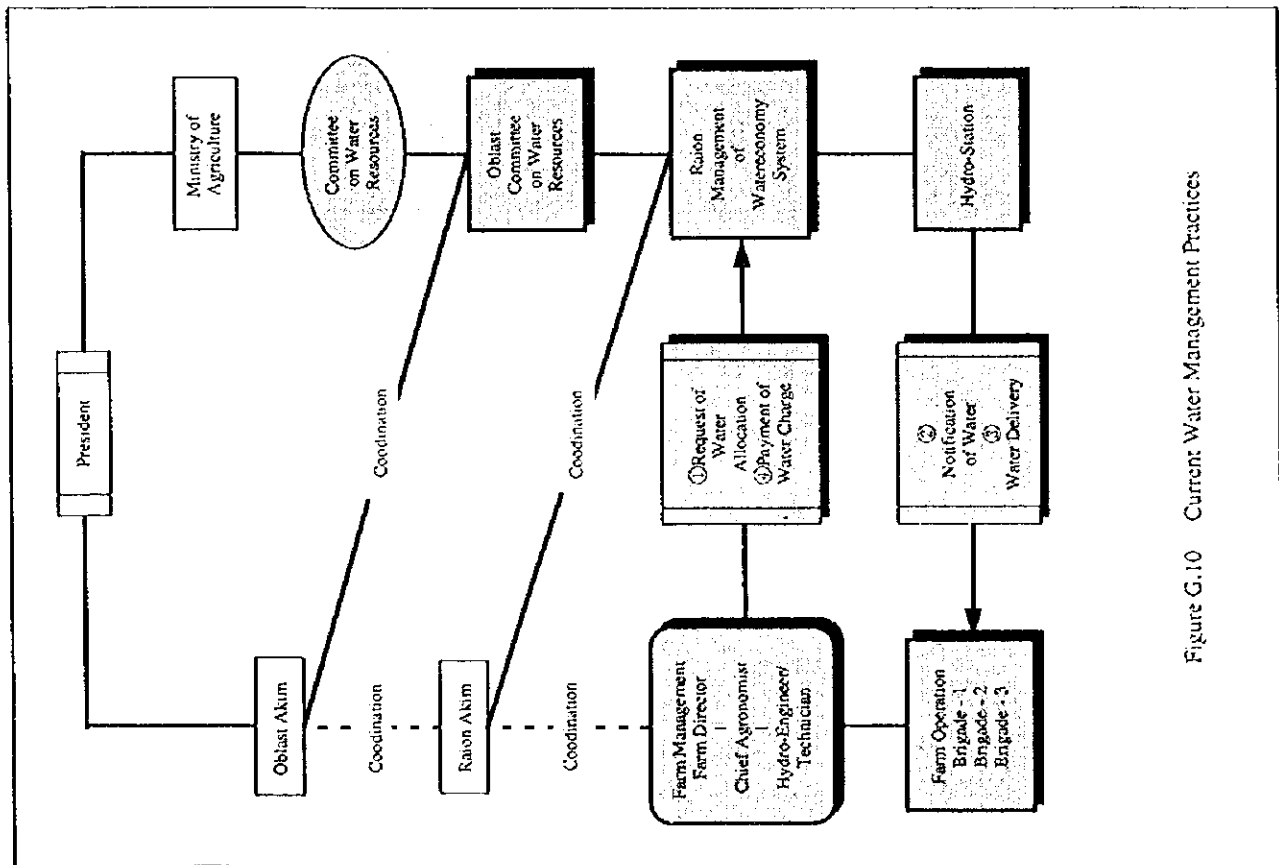 President
Ministry of
Agriculture
Oblast Akim
Committee
on Water
Resources
Coodination
Coodination
Oblast
Committee
on Water
Resources
Raion Akim
Coodination
Coodination
Farm Management
Farm Director
Chief Agronomist
Hydro-Engineer/
Technician
①Request of
Water
Allocation
④Payment of
Water Charge
Raion
Management
of
Watereconomy
System
Farm Operation
Brigade - 1
Brigade - 2
Brigade - 3
②
Notification
of Water
③
Water Delivery
Hydro-Station
Figure G.10 Current Water Management Practices